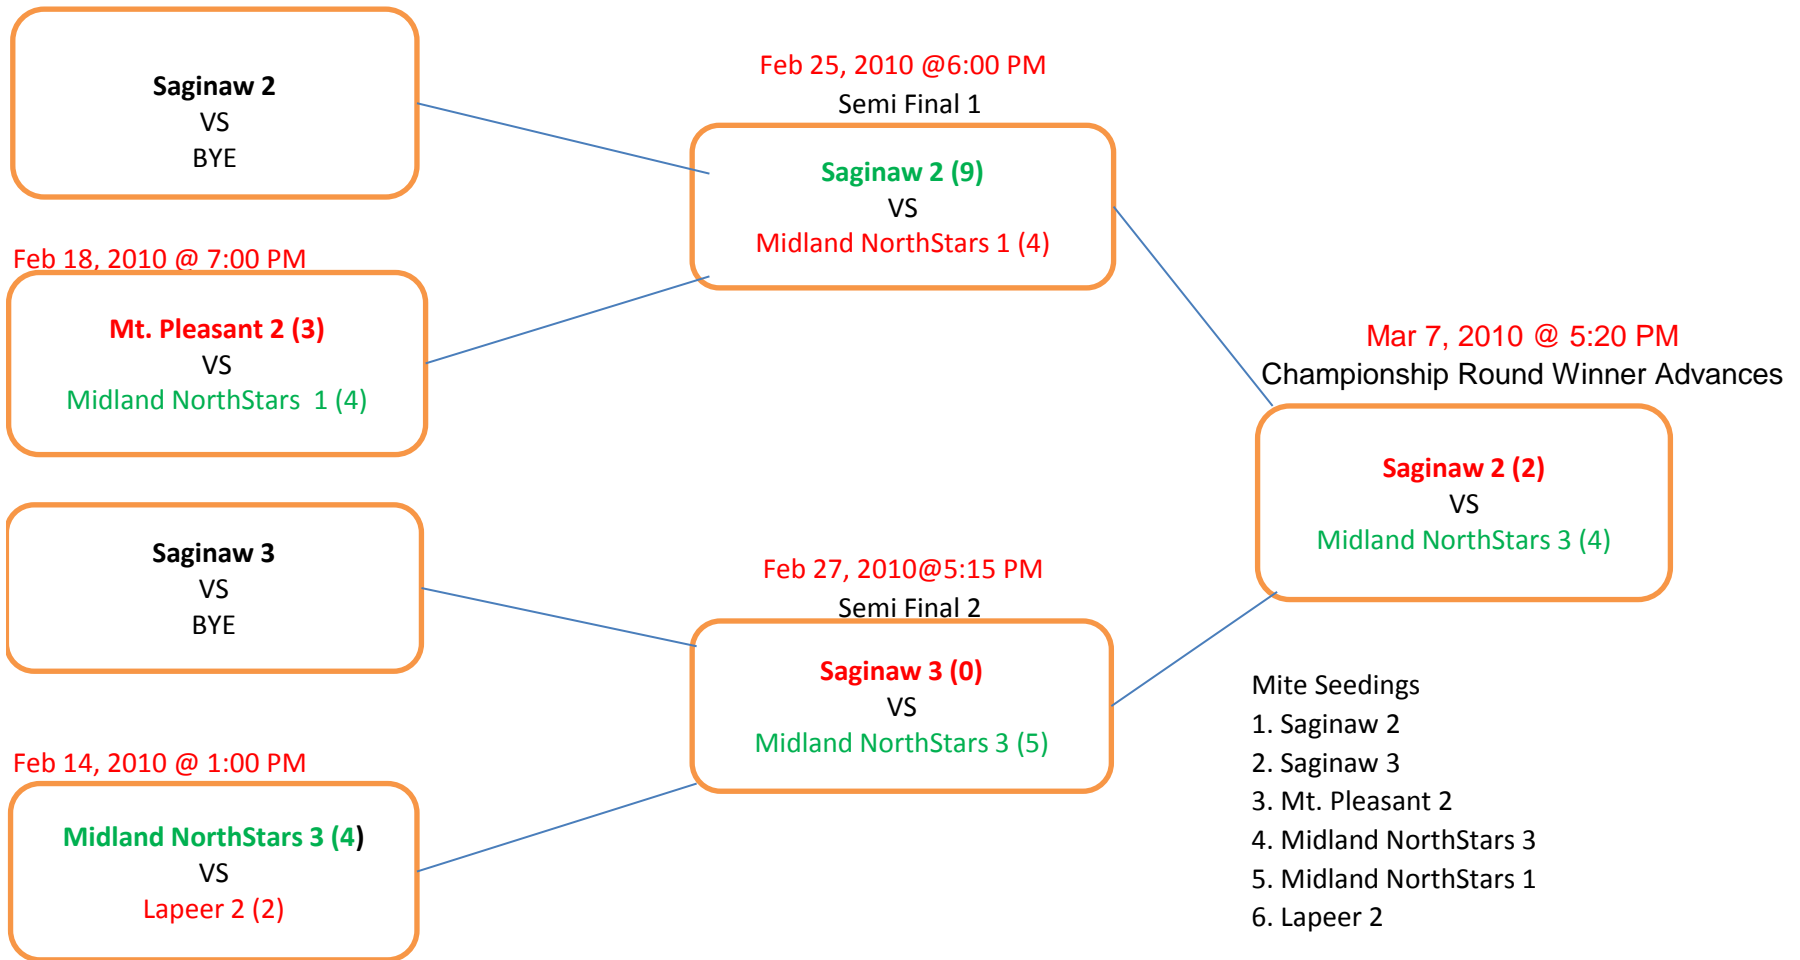 Saginaw 2
VS
BYE
Feb 18, 2010 @ 7:00 PM
Mt. Pleasant 2 (3)
VS
Midland NorthStars  1 (4)
Saginaw 3
VS
BYE
Feb 14, 2010 @ 1:00 PM
Midland NorthStars 3 (4)
VS
Lapeer 2 (2)
Feb 25, 2010 @6:00 PM
Semi Final 1
Saginaw 2 (9)
VS
Midland NorthStars 1 (4)
Feb 27, 2010@5:15 PM
Semi Final 2
Saginaw 3 (0)
VS
Midland NorthStars 3 (5)
Mar 7, 2010 @ 5:20 PM
Championship Round Winner Advances
Saginaw 2 (2)
VS
Midland NorthStars 3 (4)
Mite Seedings
1. Saginaw 2
2. Saginaw 3
3. Mt. Pleasant 2
4. Midland NorthStars 3
5. Midland NorthStars 1
6. Lapeer 2